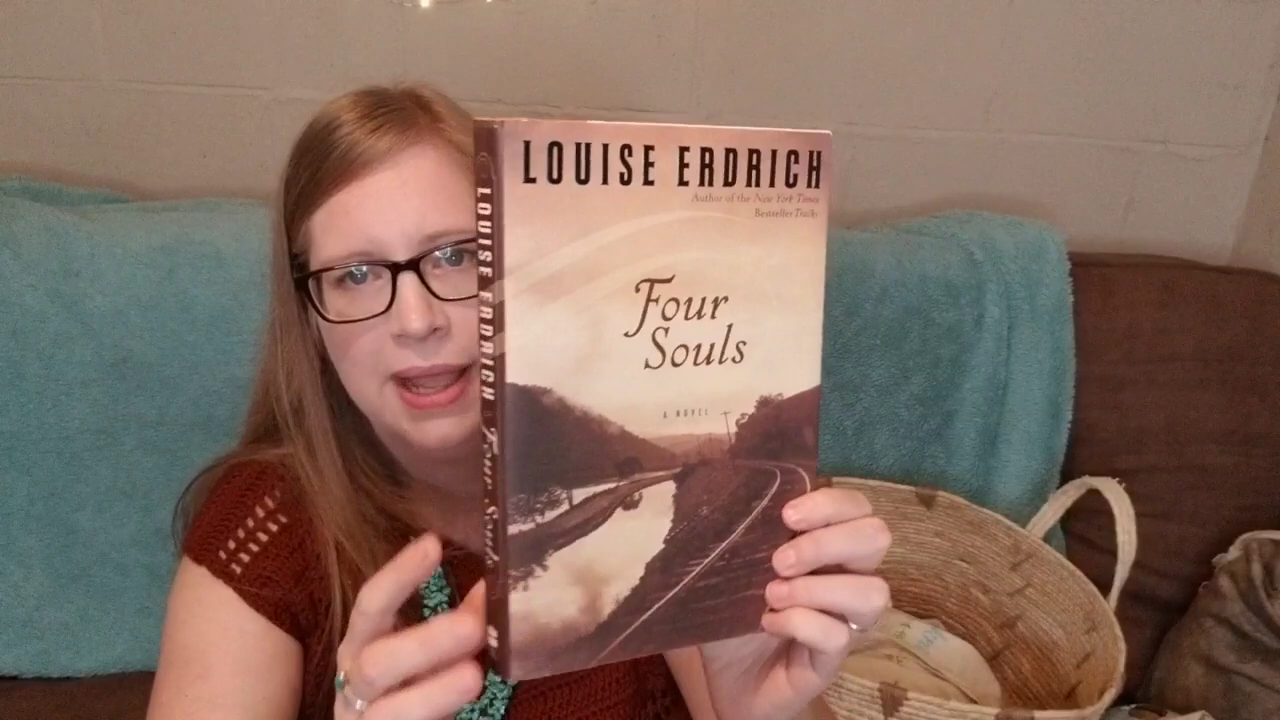 LOUISE ERDRICH
Author of the New York Times
Bestseller Tracks
Four
Souls
A NOVEL
LOUISE ERDRICH
Four Souls